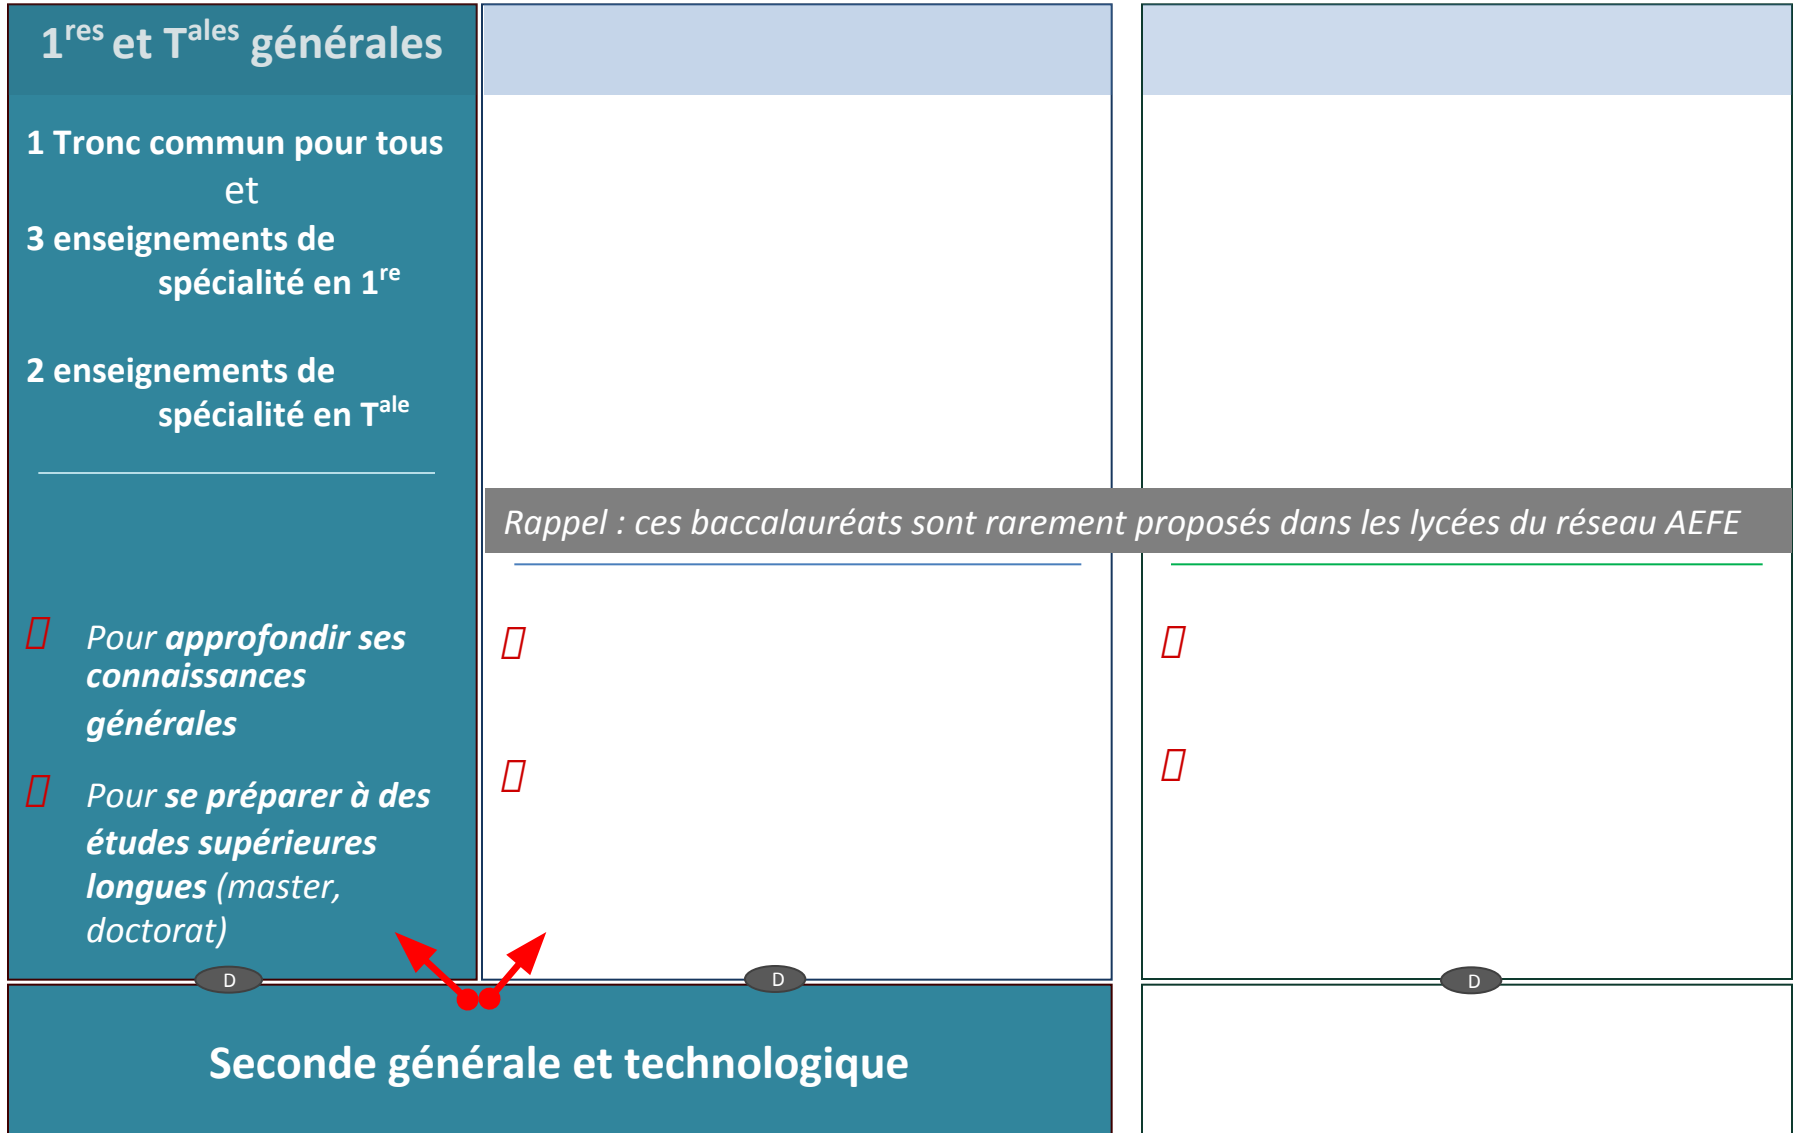 1res et Tales générales
1 Tronc commun pour tous
et
3 enseignements de
spécialité en 1re
2 enseignements de
spécialité en Tale
Rappel : ces baccalauréats sont rarement proposés dans les lycées du réseau AEFE
Pour approfondir ses
connaissances
générales
Pour se préparer à des
études supérieures
longues (master,
doctorat)
D
D
D
Seconde générale et technologique